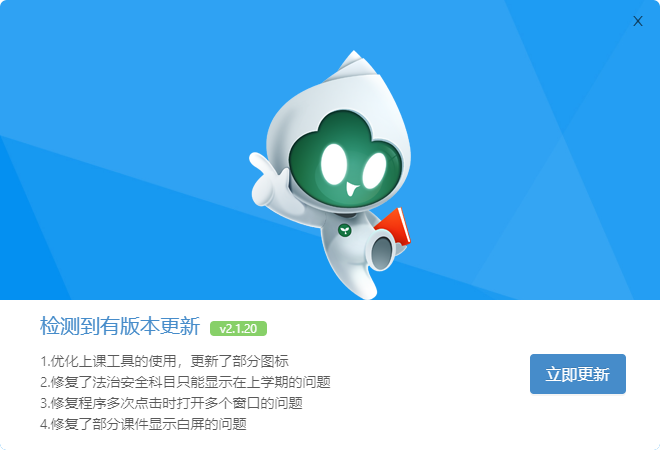 X
检测到有版本更新 v2.1.20
1.优化上课工具的使用，更新了部分图标
2.修复了法治安全科目只能显示在上学期的问题
3.修复程序多次点击时打开多个窗口的问题
4.修复了部分课件显示白屏的问题
立即更新